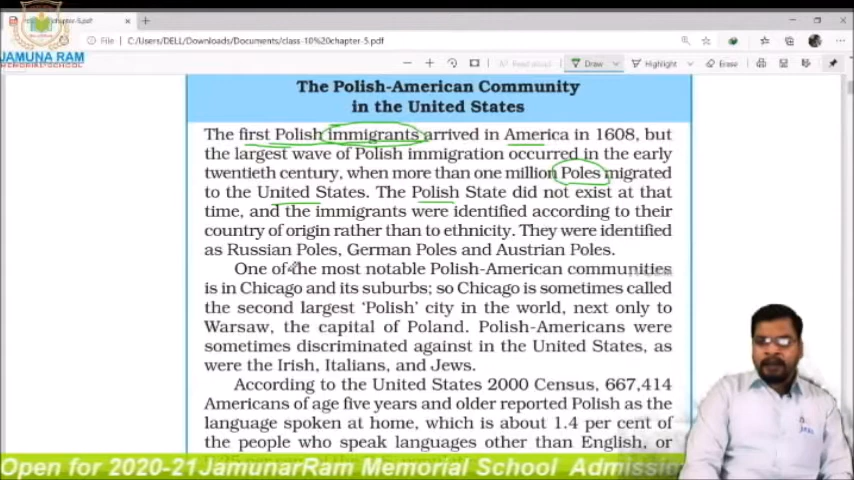 File
C:/Users/DELL/Downloads/Documents/class-10%20chapter-5.pdf
JAMUNA RAM
Draw
Highlight
Erase
The Polish-American Community
in the United States
The first Polish immigrants arrived in America in 1608, but
the largest wave of Polish immigration occurred in the early
twentieth century, when more than one million Poles migrated
to the United States. The Polish State did not exist at that
time, and the immigrants were identified according to their
country of origin rather than to ethnicity. They were identified
as Russian Poles, German Poles and Austrian Poles.
One of the most notable Polish-American communities
is in Chicago and its suburbs; so Chicago is sometimes called
the second largest 'Polish' city in the world, next only to
Warsaw, the capital of Poland. Polish-Americans were
sometimes discriminated against in the United States, as
were the Irish, Italians, and Jews.
According to the United States 2000 Census, 667,414
Americans of age five years and older reported Polish as the
language spoken at home, which is about 1.4 per cent of
the people who speak languages other than English, or
Open for 2020-21JamunarRam Memorial School Admissi